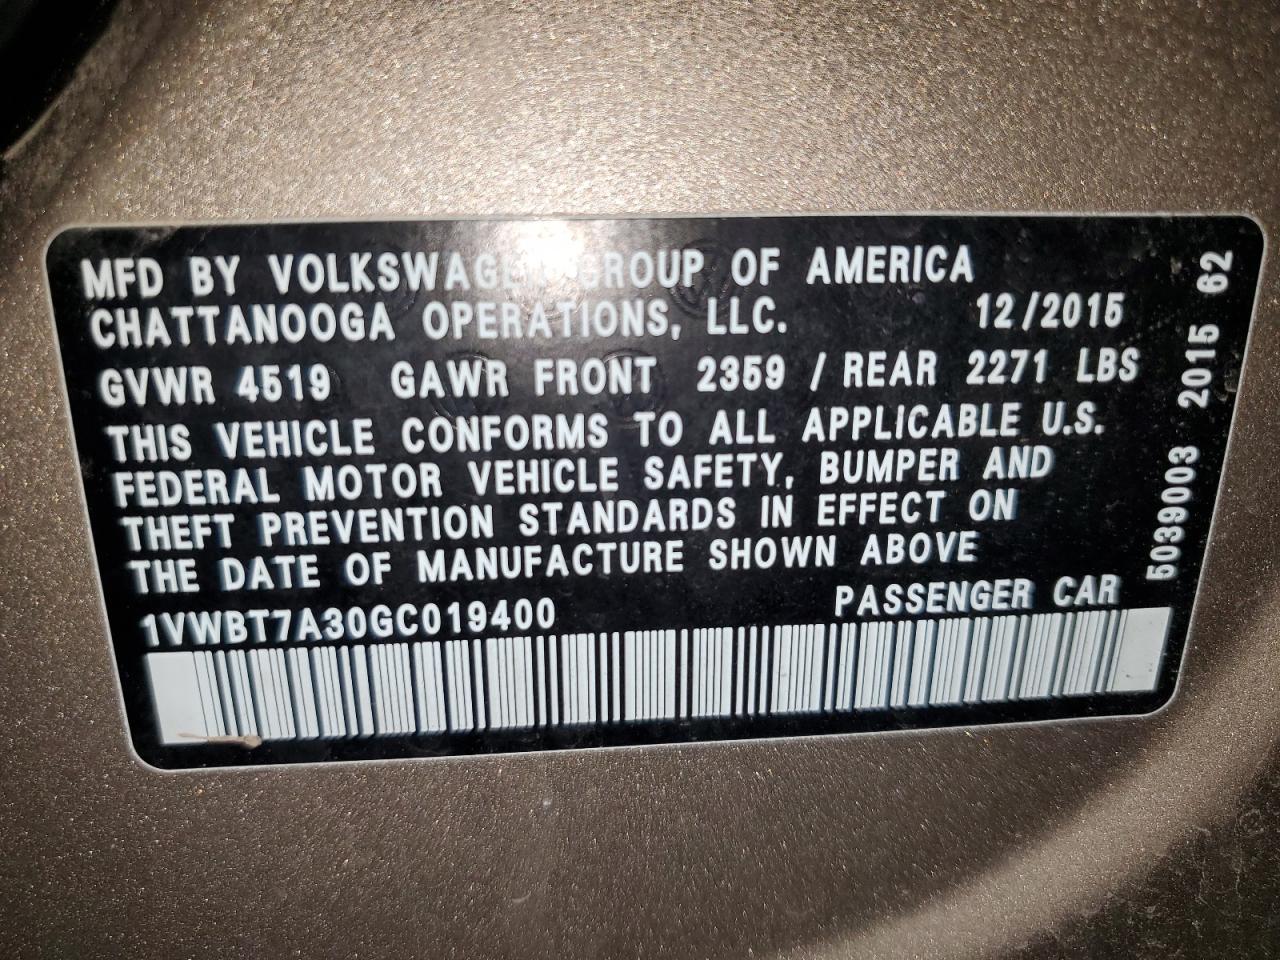 MFD BY VOLKSWAGEN GROUP OF AMERICA
CHATTANOOGA OPERATIONS, LLC. 12/2015
GVWR 4519 GAWR FRONT 2359 / REAR 2271 LBS
THIS VEHICLE CONFORMS TO ALL APPLICABLE U.S.
FEDERAL MOTOR VEHICLE SAFETY, BUMPER AND
THEFT PREVENTION STANDARDS IN EFFECT ON
THE DATE OF MANUFACTURE SHOWN ABOVE
1VWBT7A30GC019400 PASSENGER CAR
5039003 2015 62